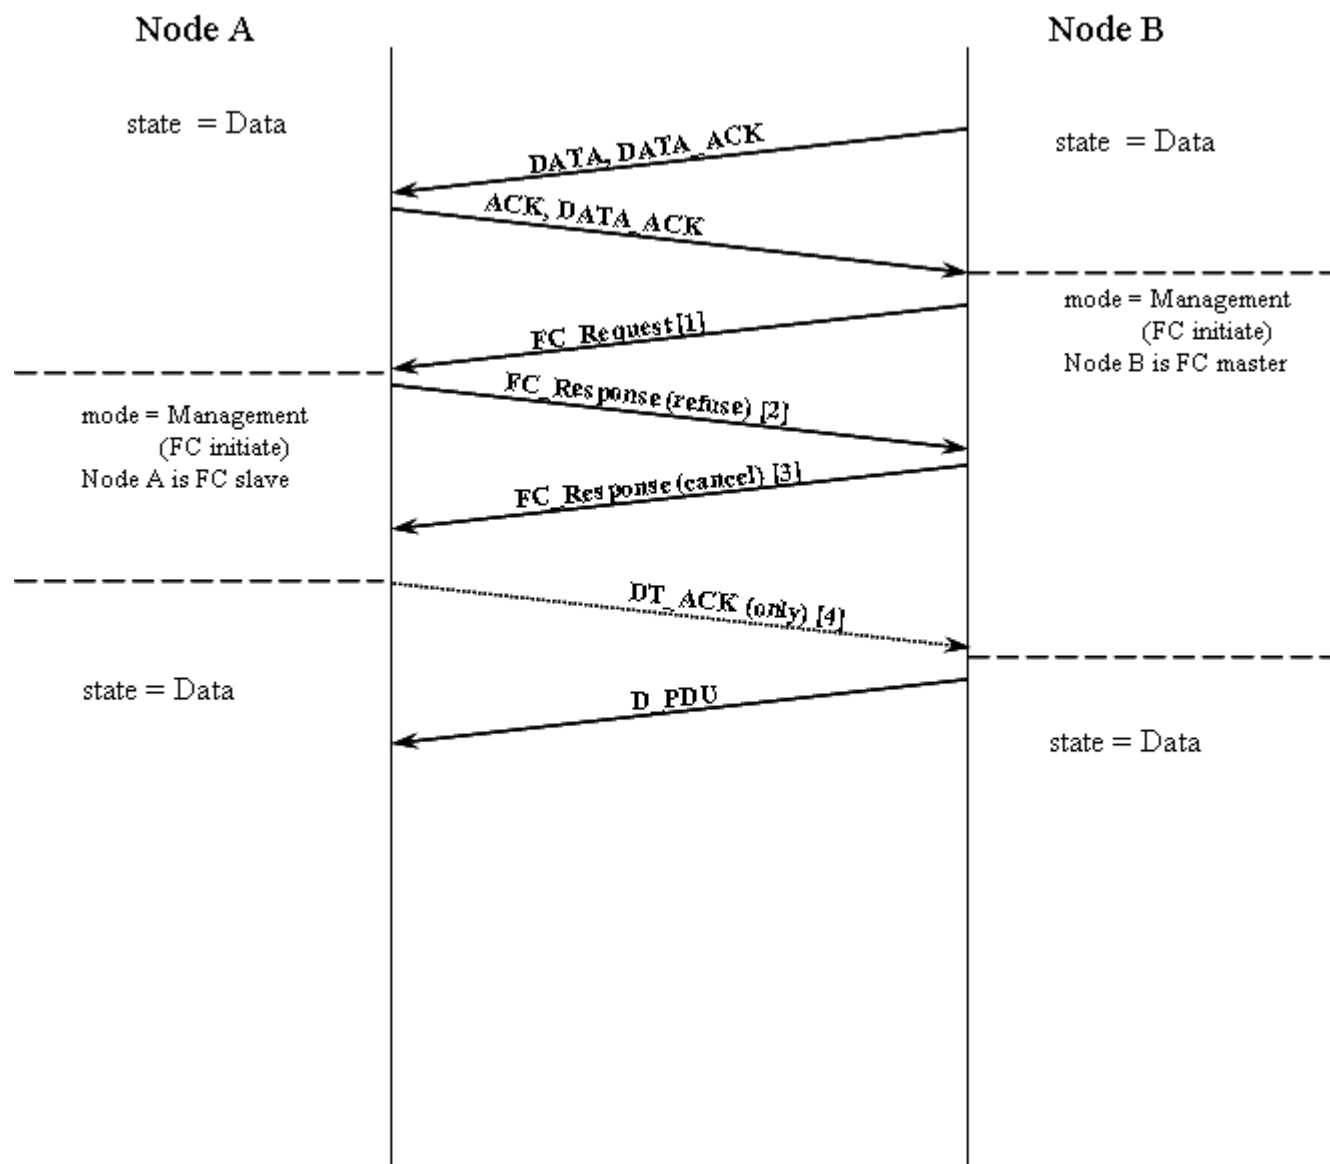 Node A
Node B
state = Data
state = Data
DATA, DATA_ACK
ACK, DATA_ACK
mode = Management
(FC initiate)
Node B is FC master
FC_Request [1]
FC_Response (refuse) [2]
mode = Management
(FC initiate)
Node A is FC slave
FC_Response (cancel) [3]
DT_ACK (only) [4]
state = Data
D_PDU
state = Data